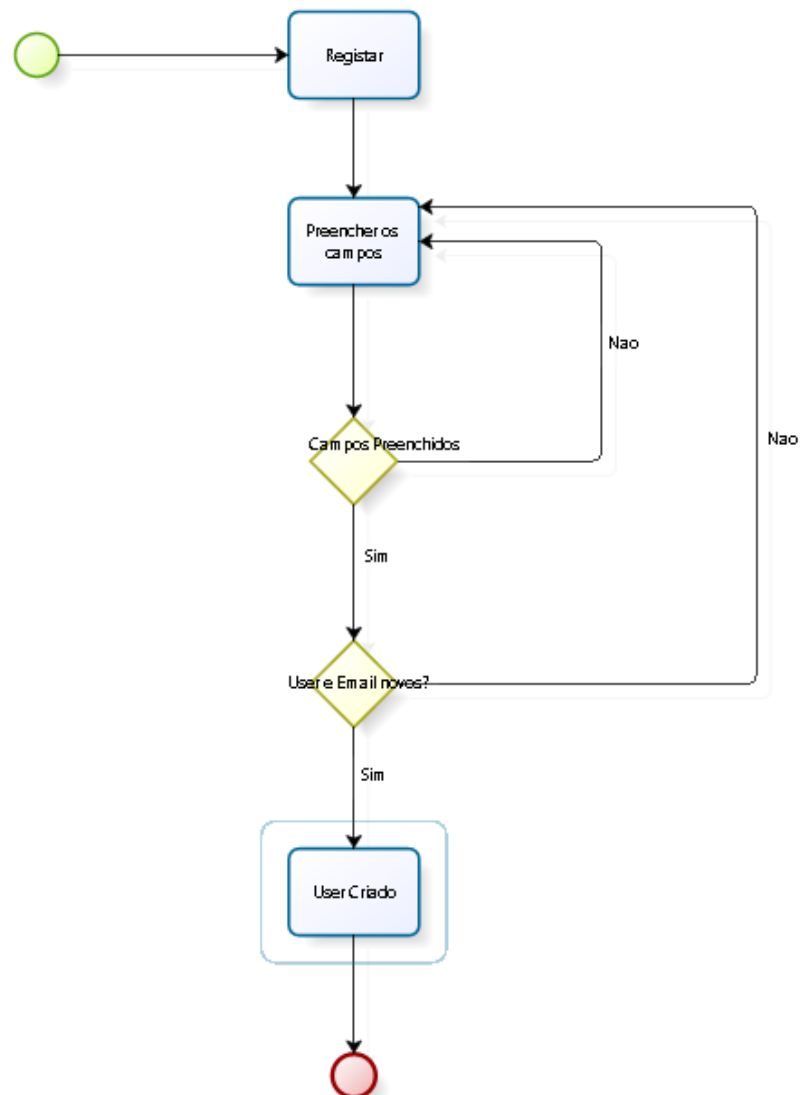 Registar
Preencher os
campos
Nao
Nao
Campos Preenchidos
Sim
User e Email novos?
Sim
User Criado